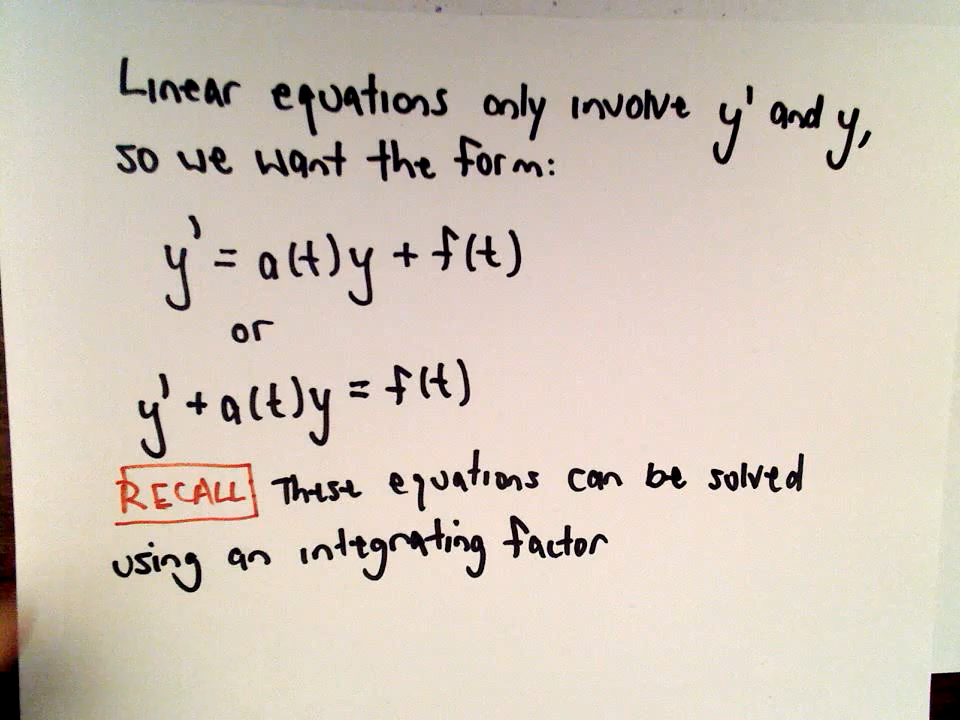 Linear equations only involve y' and y,
so we want the form:
y' = a(t)y + f(t)
or
y' + a(t)y = f(t)
RECALL These equations can be solved
using an integrating factor